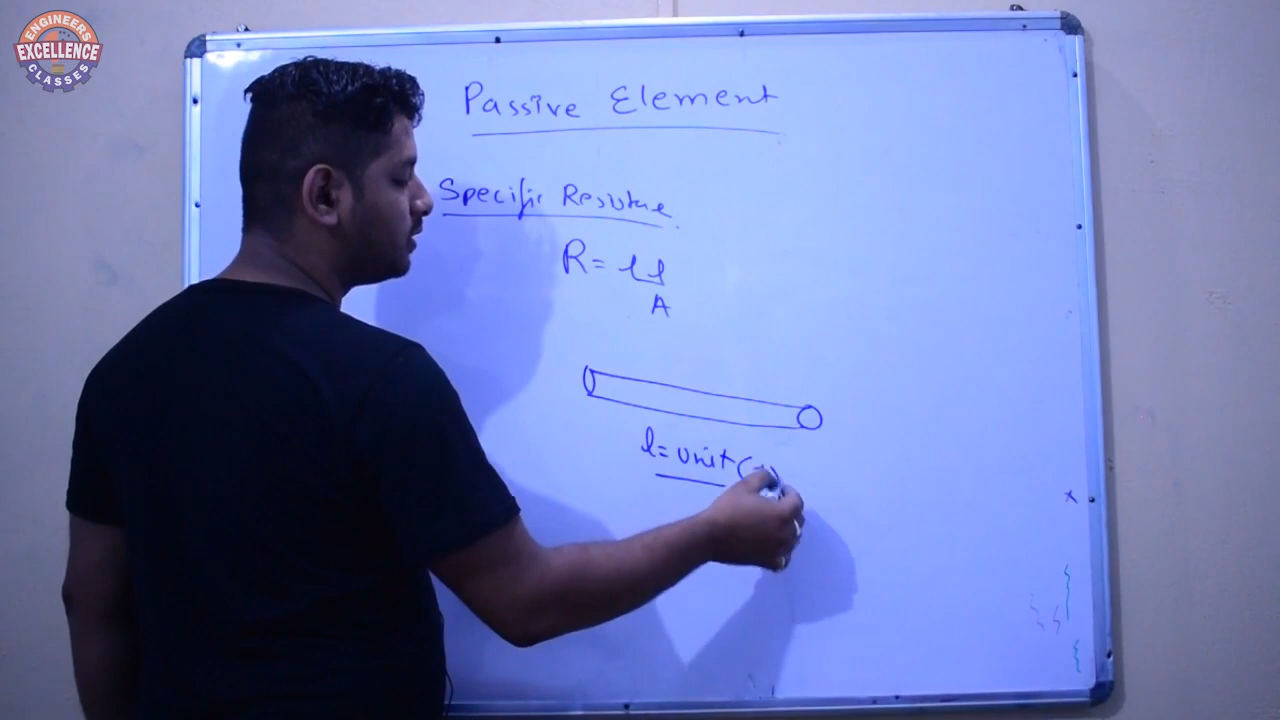 ENGINEERS
EXCELLENCE
CLASSES
Passive Element
Specific Resistance
R = ρl
A
l = unit